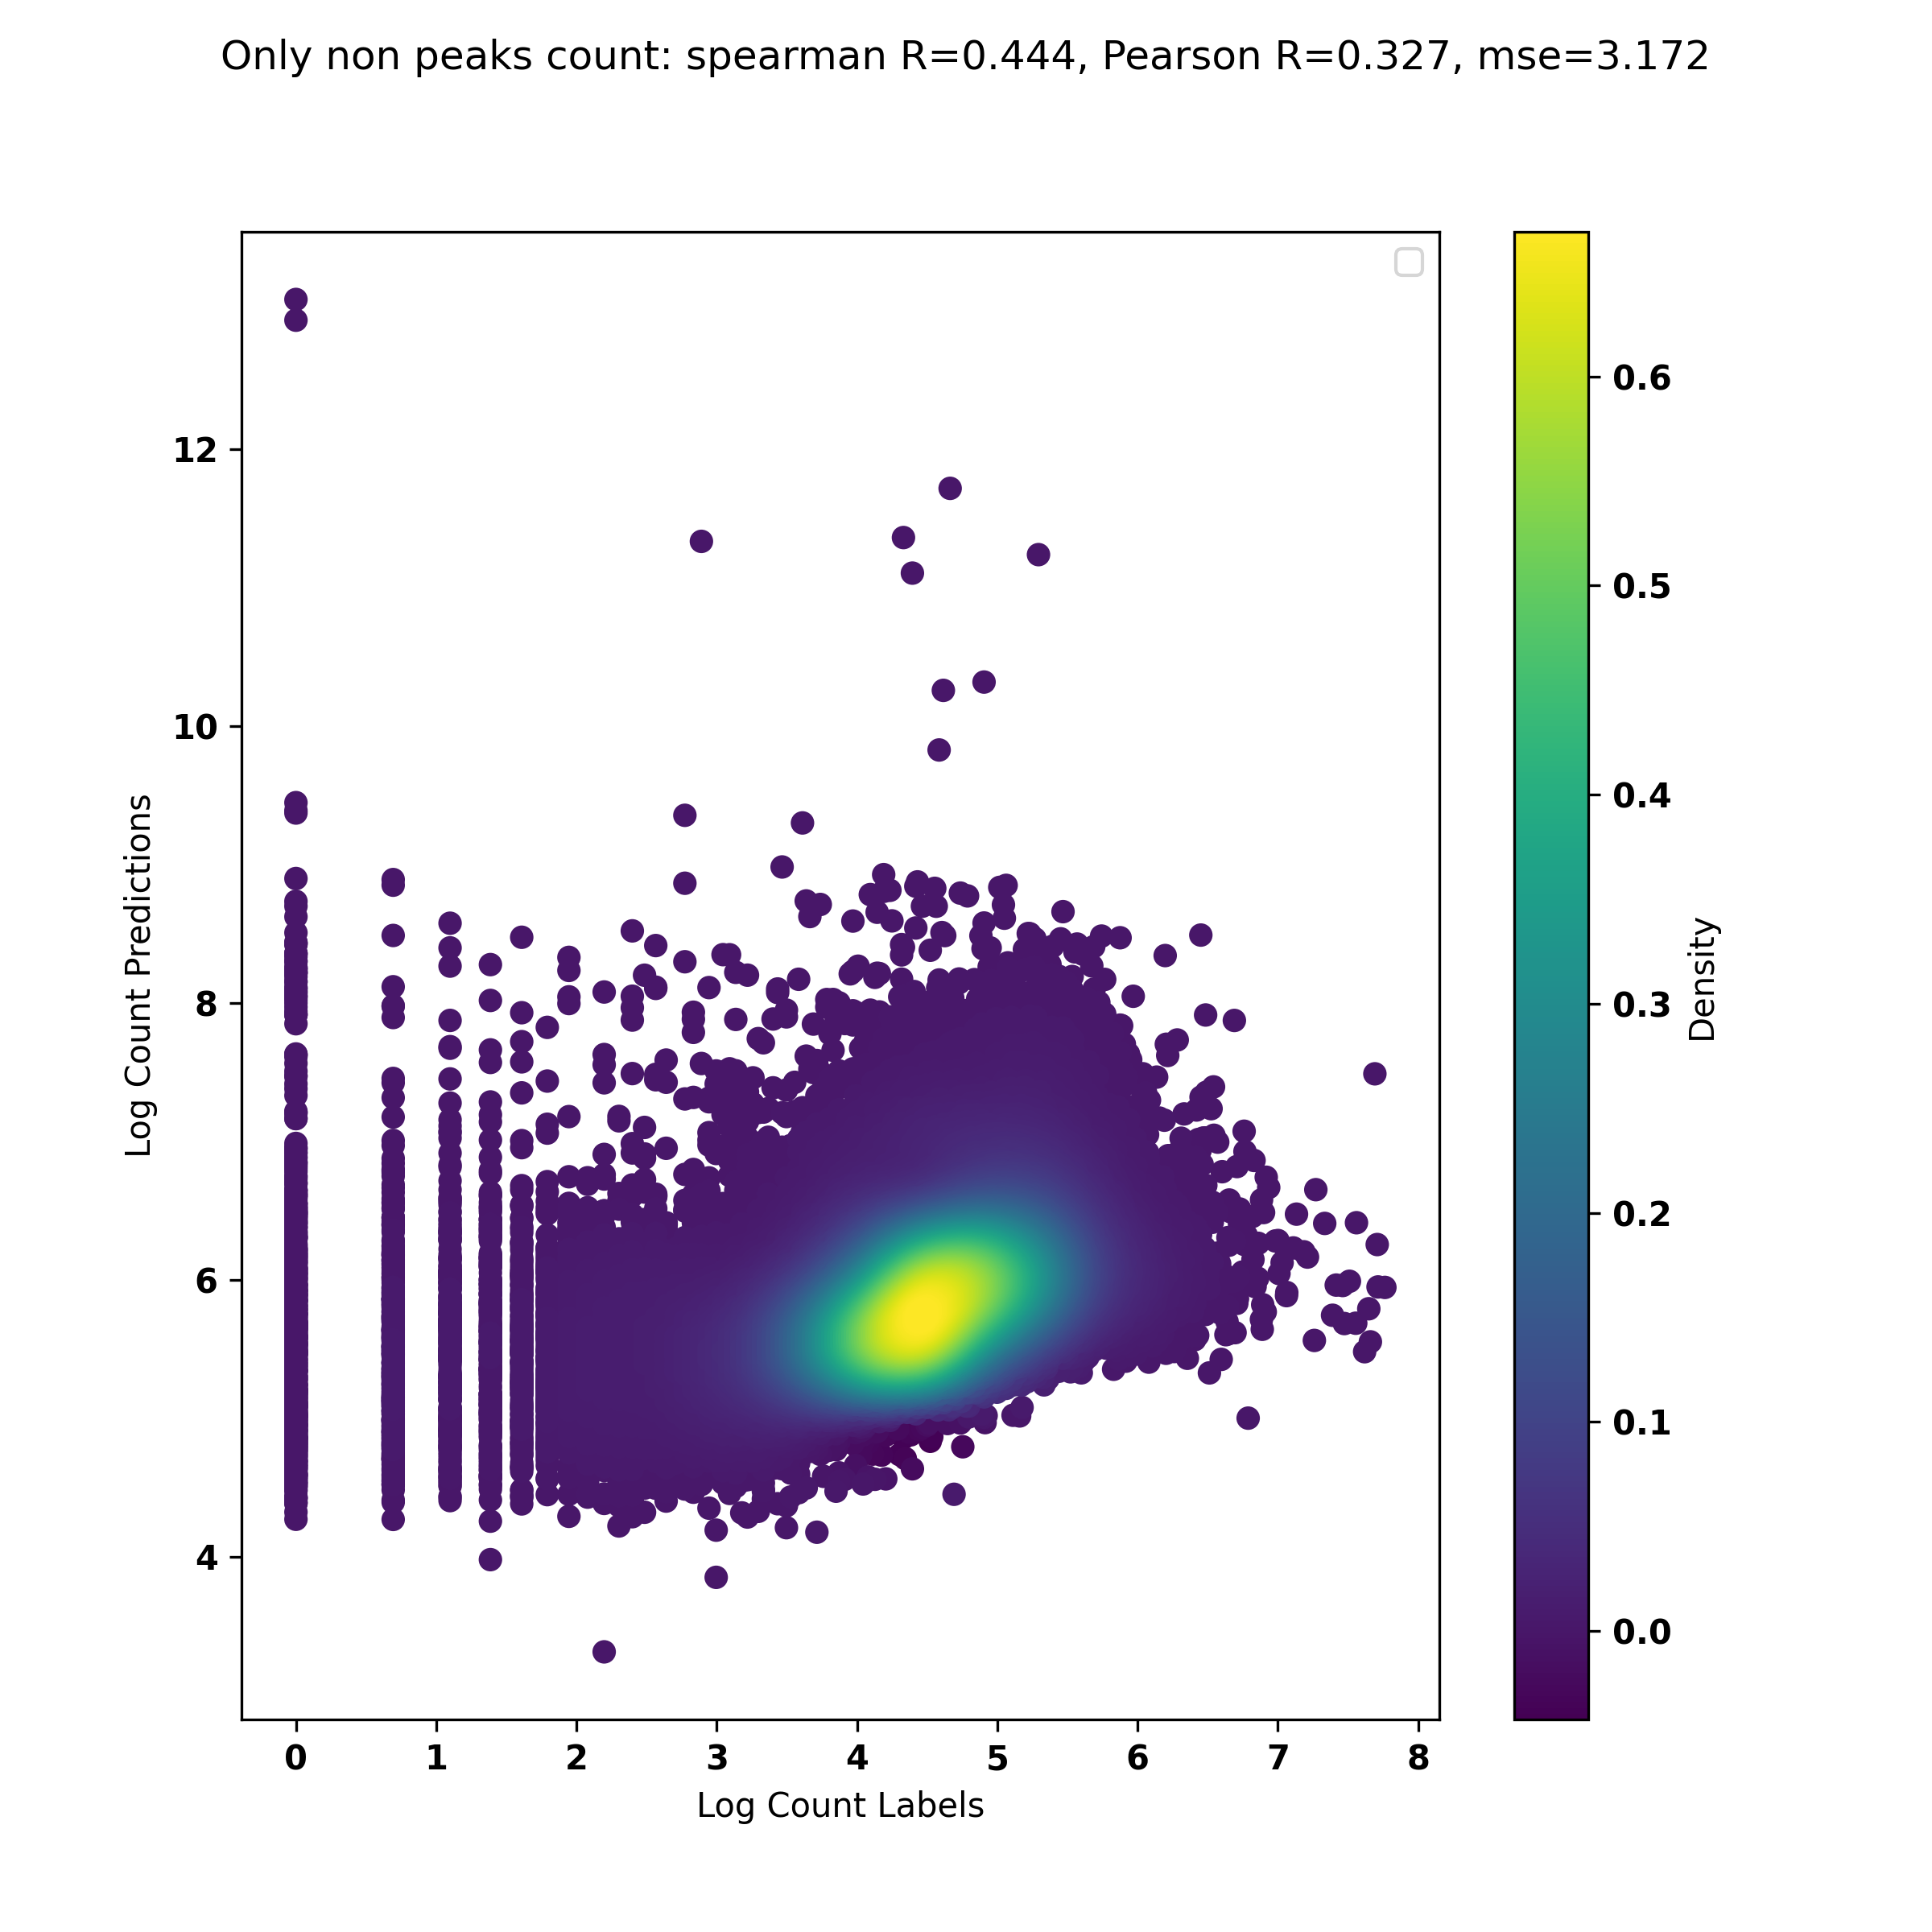 Only non peaks count: spearman R=0.444, Pearson R=0.327, mse=3.172
12
10
8
6
4
Log Count Predictions
0 1 2 3 4 5 6 7 8
Log Count Labels
0.6
0.5
0.4
0.3
0.2
0.1
0.0
Density